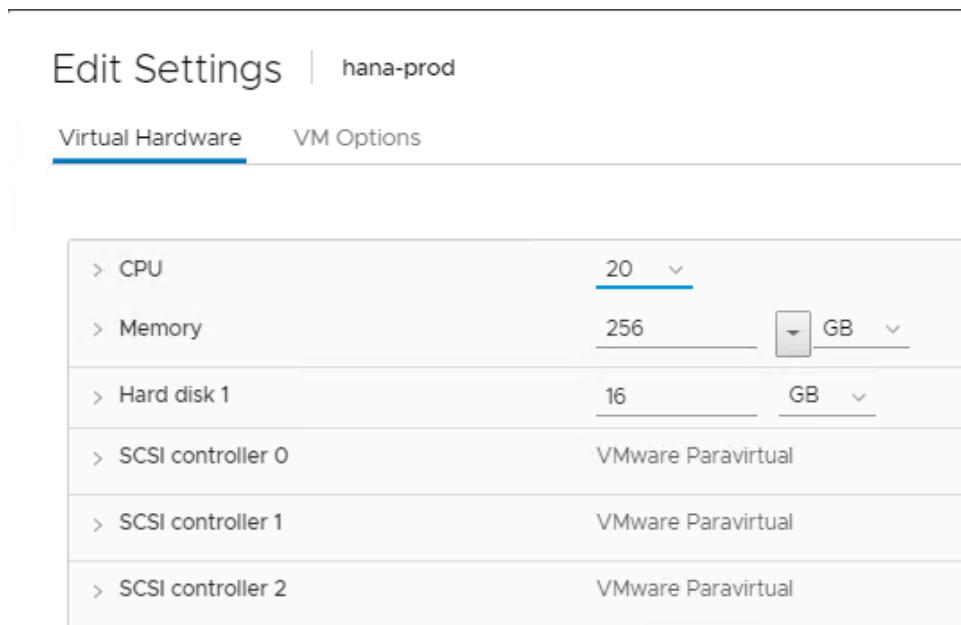 Edit Settings | hana-prod
Virtual Hardware VM Options
CPU 20
Memory 256 GB
Hard disk 1 16 GB
SCSI controller 0 VMware Paravirtual
SCSI controller 1 VMware Paravirtual
SCSI controller 2 VMware Paravirtual